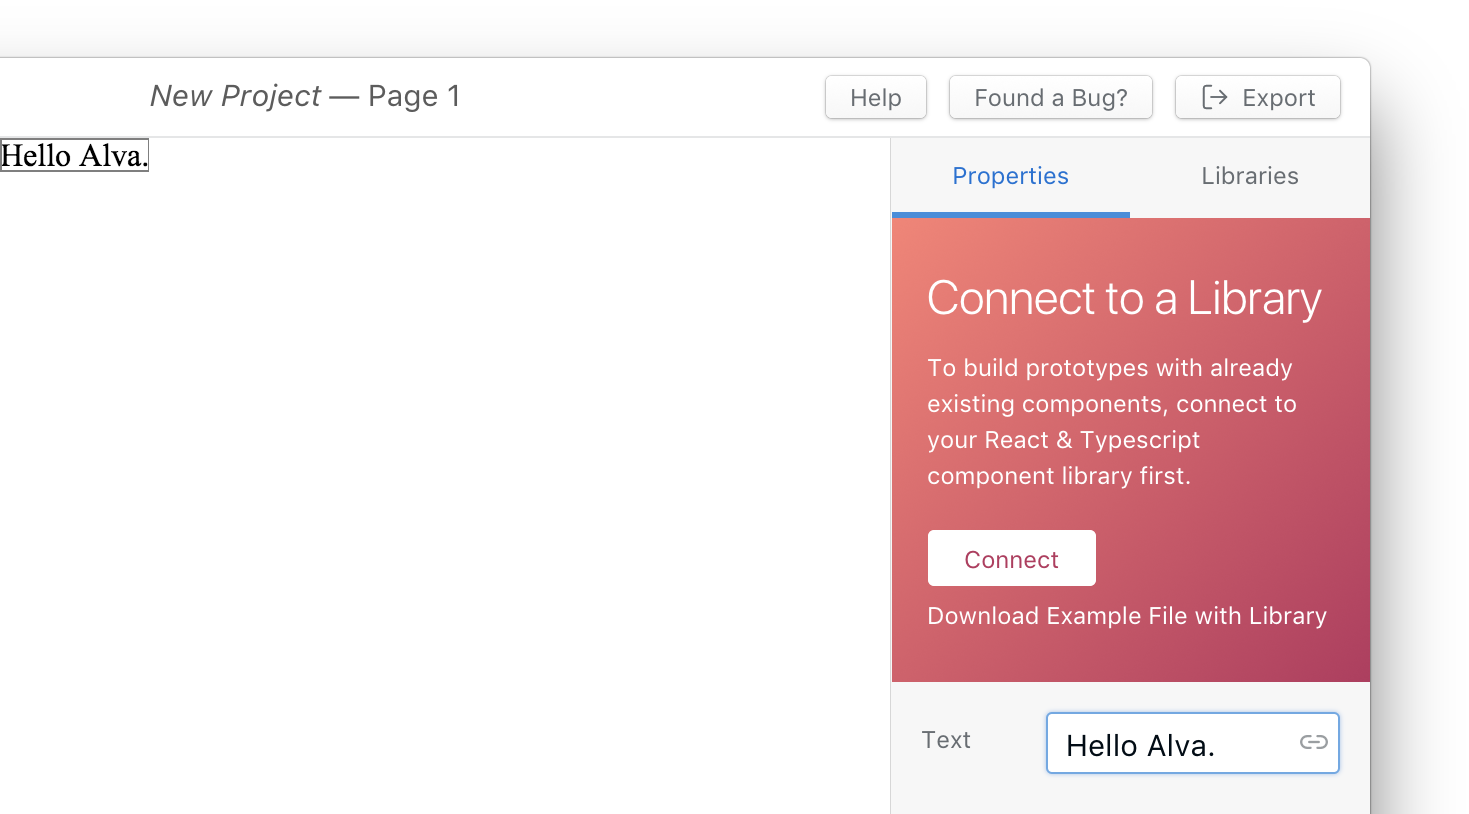 New Project — Page 1
Help
Found a Bug?
Export
Hello Alva.
Properties
Libraries
Connect to a Library
To build prototypes with already
existing components, connect to
your React & Typescript
component library first.
Connect
Download Example File with Library
Text
Hello Alva.